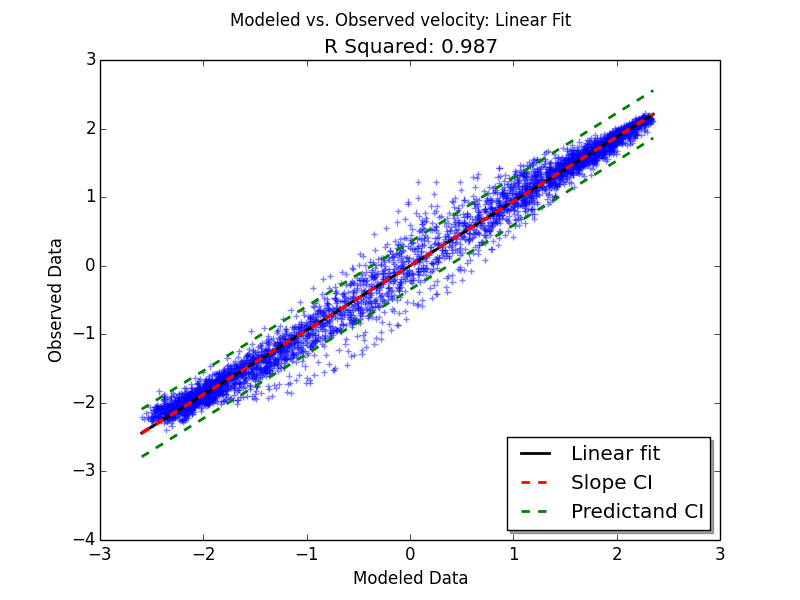 Modeled vs. Observed velocity: Linear Fit
R Squared: 0.987
3
2
1
0
−1
−2
−3
−4
Observed Data
−3 −2 −1 0 1 2 3
Modeled Data
Linear fit
Slope CI
Predictand CI